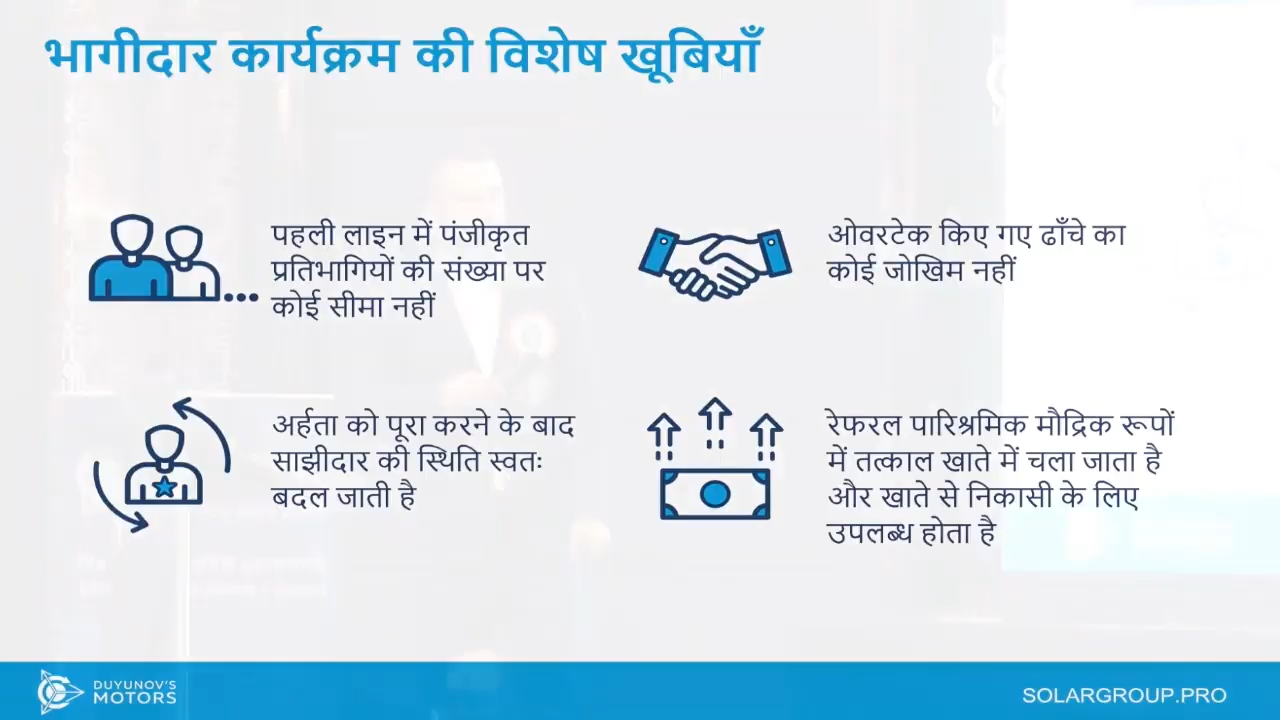 भागीदार कार्यक्रम की विशेष खूबियाँ
पहली लाइन में पंजीकृत
प्रतिभागियों की संख्या पर
कोई सीमा नहीं
ओवरटेक किए गए ढाँचे का
कोई जोखिम नहीं
अर्हता को पूरा करने के बाद
साझीदार की स्थिति स्वतः
बदल जाती है
रेफरल पारिश्रमिक मौद्रिक रूपों
में तत्काल खाते में चला जाता है
और खाते से निकासी के लिए
उपलब्ध होता है
DUYUNOV'S
MOTORS
SOLARGROUP.PRO